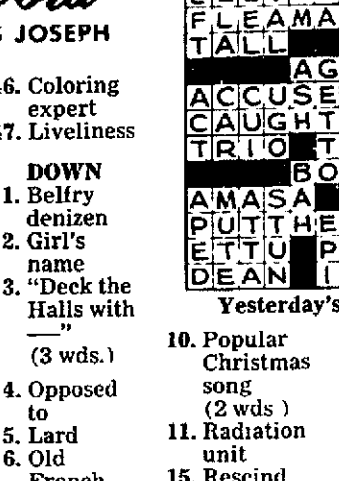 JOSEPH
6. Coloring
expert
7. Liveliness
DOWN
1. Belfry
denizen
2. Girl's
name
3. “Deck the
Halls with
—”
(3 wds.)
4. Opposed
to
5. Lard
6. Old
FLEAMA
TALL
AG
ACCUSE
CAUGHT
TRIO T
BO
AMASA
PUTTHE
ETTU P
DEAN I
Yesterday's
10. Popular
Christmas
song
(2 wds )
11. Radiation
unit
15. Rescind